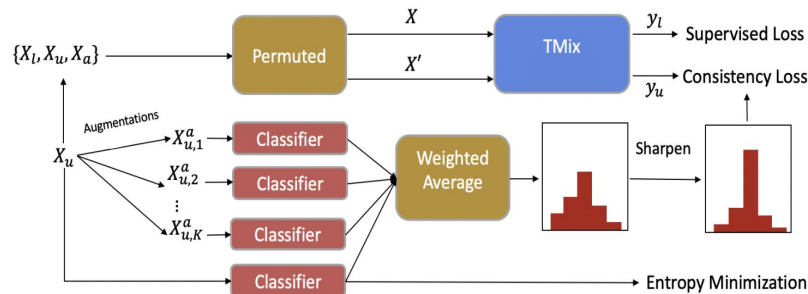 {X_l, X_u, X_a}
Permuted
X
X'
TMix
y_l
Supervised Loss
y_u
Consistency Loss
Augmentations
X_u
X^a_{u,1}
Classifier
X^a_{u,2}
Classifier
⋮
X^a_{u,K}
Classifier
Classifier
Weighted
Average
Sharpen
Entropy Minimization